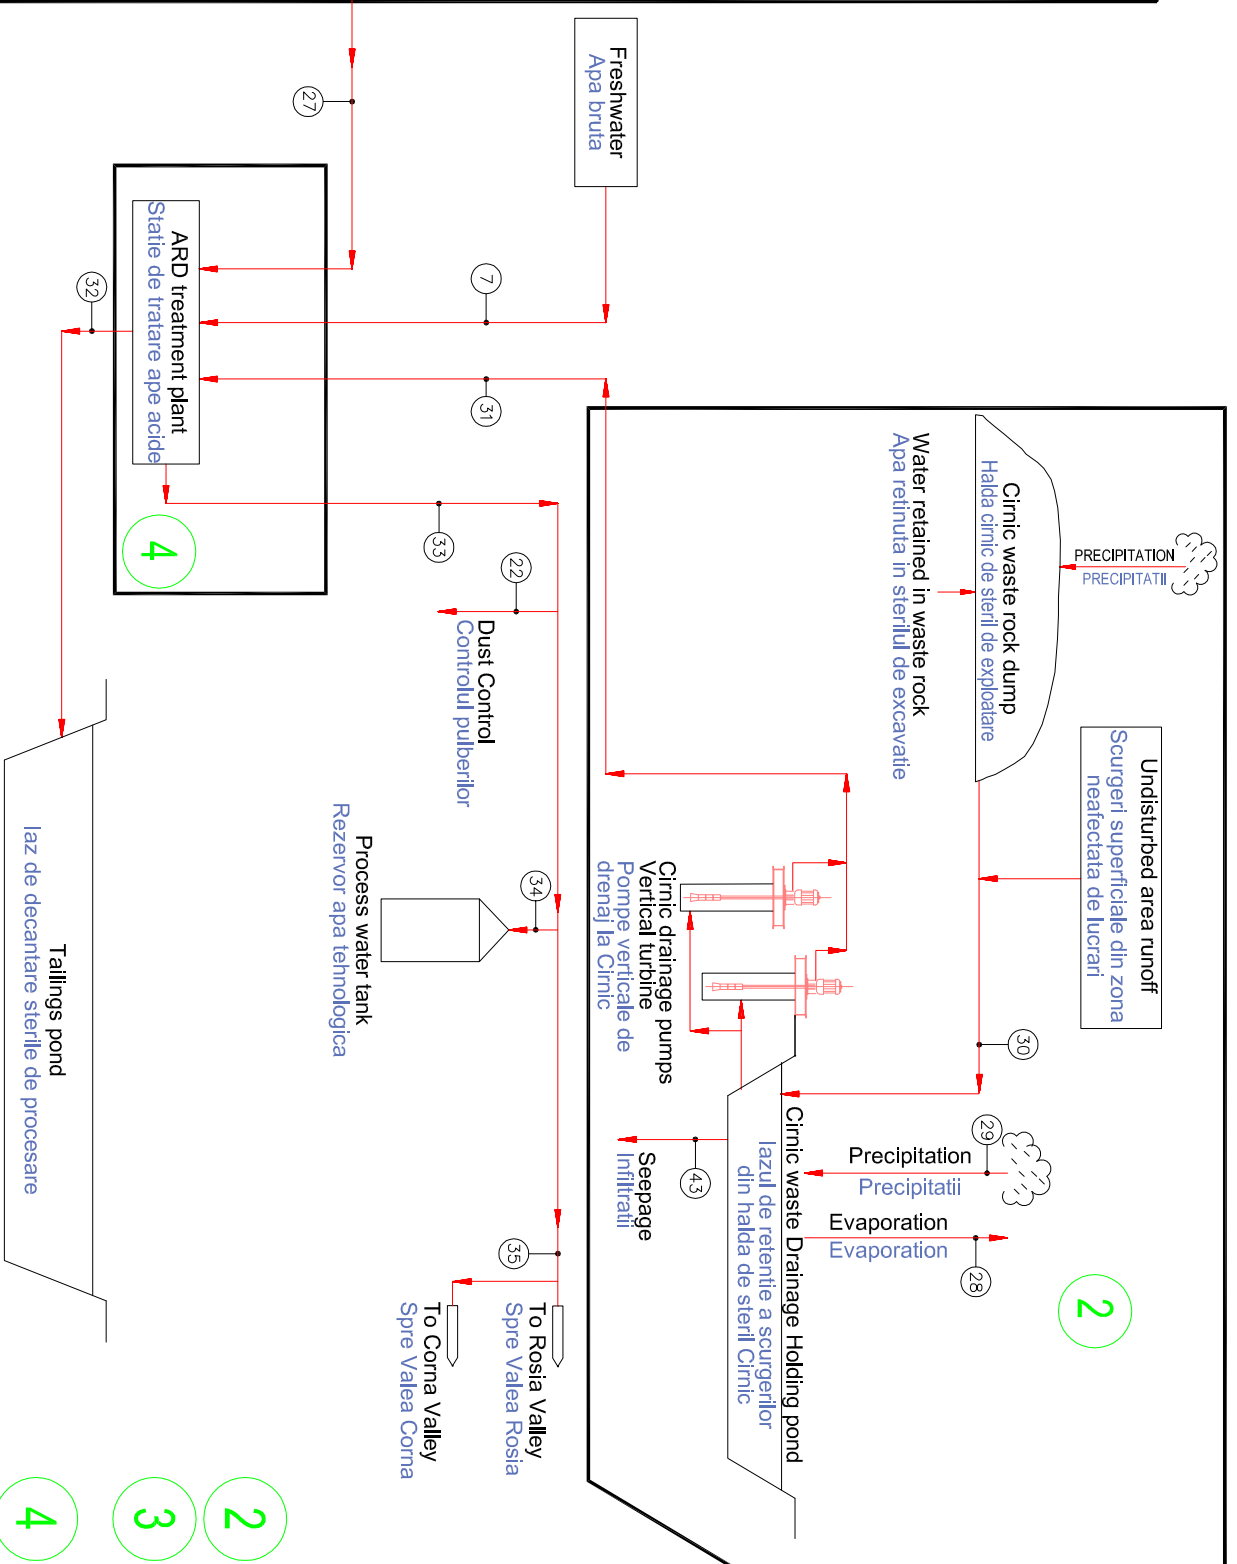 Freshwater
Apa bruta
27
7
31
32
ARD treatment plant
Statie de tratare ape acide
4
33
22
Dust Control
Controlul pulberilor
34
Process water tank
Rezervor apa tehnologica
35
To Rosia Valley
Spre Valea Rosia
To Corna Valley
Spre Valea Corna
Tailings pond
Iaz de decantare sterile de procesare
PRECIPITATION
PRECIPITATII
Cirnic waste rock dump
Halda cirnic de steril de exploatare
Water retained in waste rock
Apa retinuta in sterilul de excavatie
Undisturbed area runoff
Scurgeri superficiale din zona
neafectata de lucrari
30
Cirnic drainage pumps
Vertical turbine
Pompe verticale de
drenaj la Cirnic
29
Precipitation
Precipitatii
Evaporation
Evaporation
28
Cirnic waste Drainage Holding pond
Iazul de retentie a scurgerilor
din halda de steril Cirnic
43
Seepage
Infiltratii
2
2
3
4